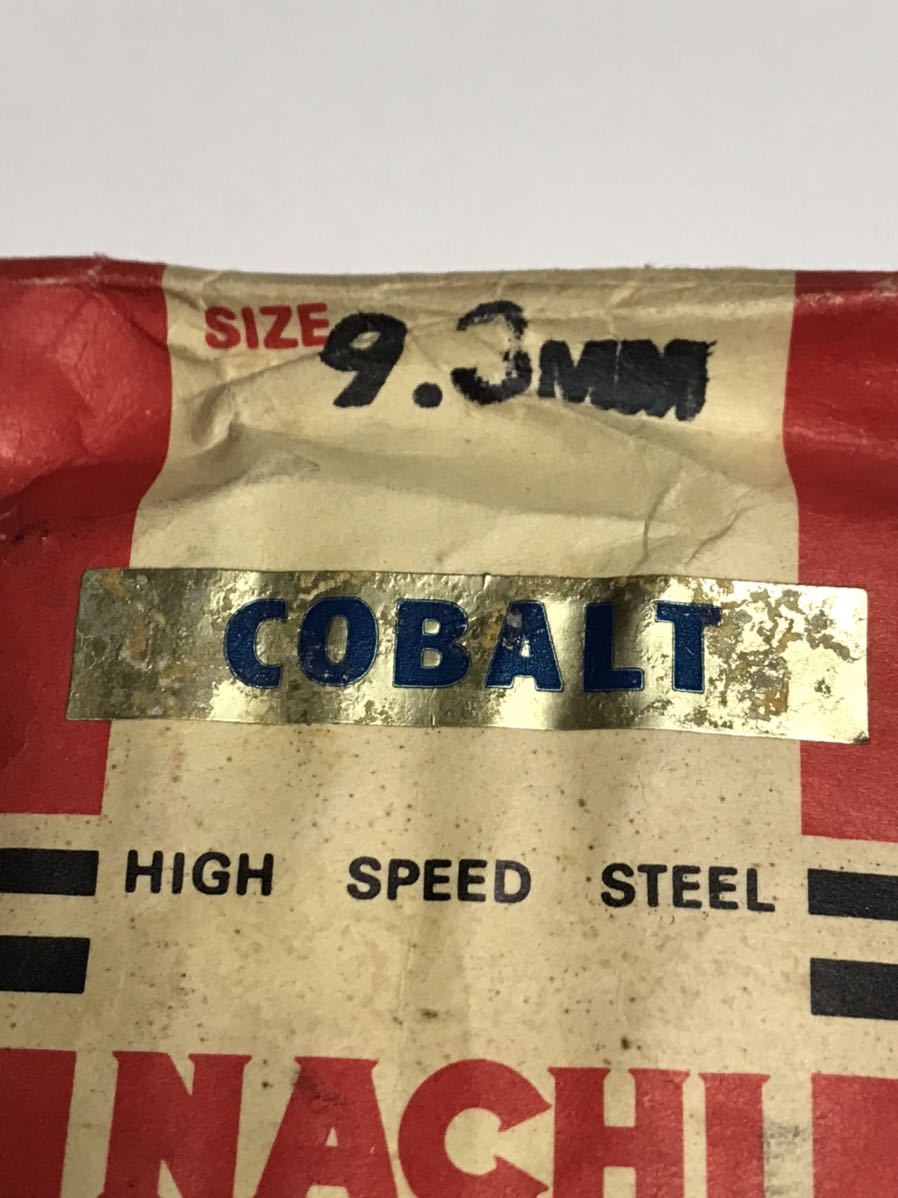 SIZE 9.3MM
COBALT
HIGH SPEED STEEL
NACHI